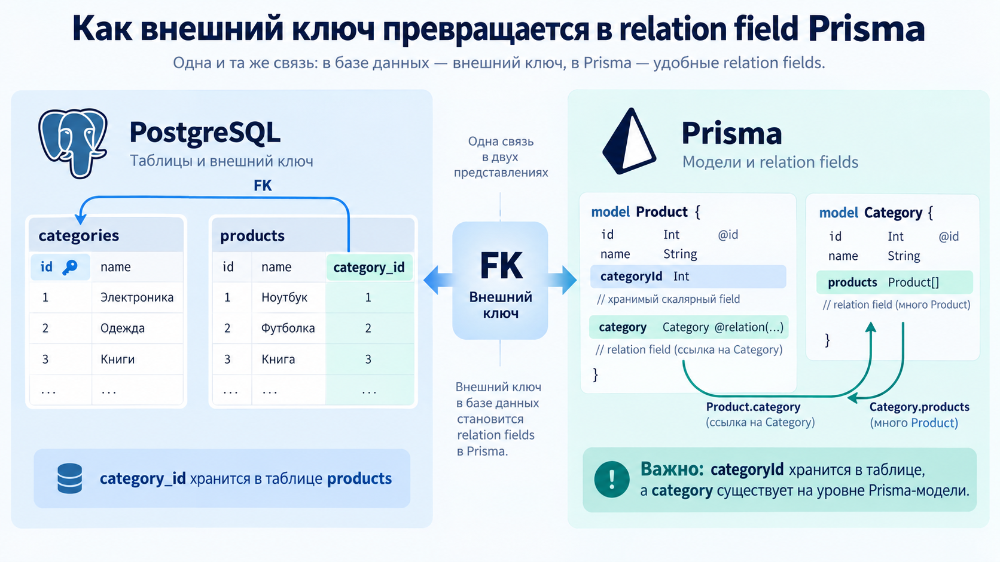 Как внешний ключ превращается в relation field Prisma
Одна и та же связь: в базе данных — внешний ключ, в Prisma — удобные relation fields.
PostgreSQL
Таблицы и внешний ключ
FK
categories
id name
1 Электроника
2 Одежда
3 Книги
... ...
products
id name category_id
1 Ноутбук 1
2 Футболка 2
3 Книга 3
... ... ...
category_id хранится в таблице products
Одна связь
в двух
представлениях
FK
Внешний
ключ
Внешний ключ
в базе данных
становится
relation fields
в Prisma.
Prisma
Модели и relation fields
model Product {
id Int @id
name String
categoryId Int
// хранимый скалярный field
category Category @relation(...)
// relation field (ссылка на Category)
}
model Category {
id Int @id
name String
products Product[]
// relation field (много Product)
}
Product.category
(ссылка на Category)
Category.products
(много Product)
Важно: categoryId хранится в таблице,
а category существует на уровне Prisma-модели.